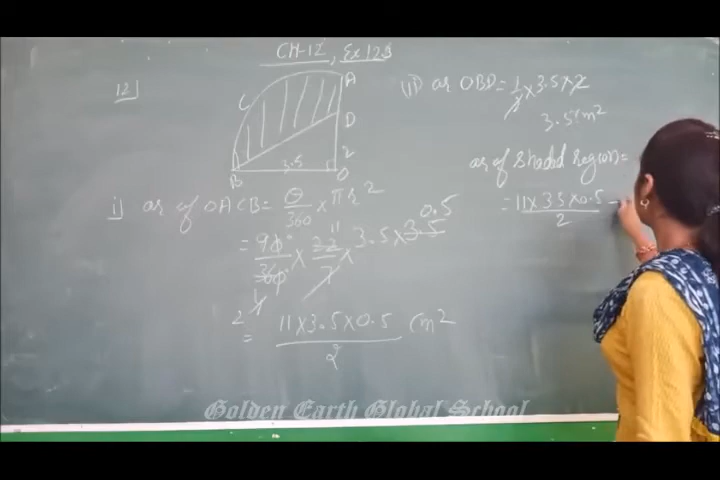 CH-12, Ex 12.3
12]
C
A
D
2
3.5
B
O
i) ar of OACB = θ/360 × πr²
= 90°/360° × 22/7 × 3.5 × 3.5
11
0.5
2
= 11×3.5×0.5 cm²
2
(ii) ar OBD = 1/2 × 3.5 × 2
3.5 cm²
ar of Shaded region =
= 11 × 3.5 × 0.5 -
2
Golden Earth Global School